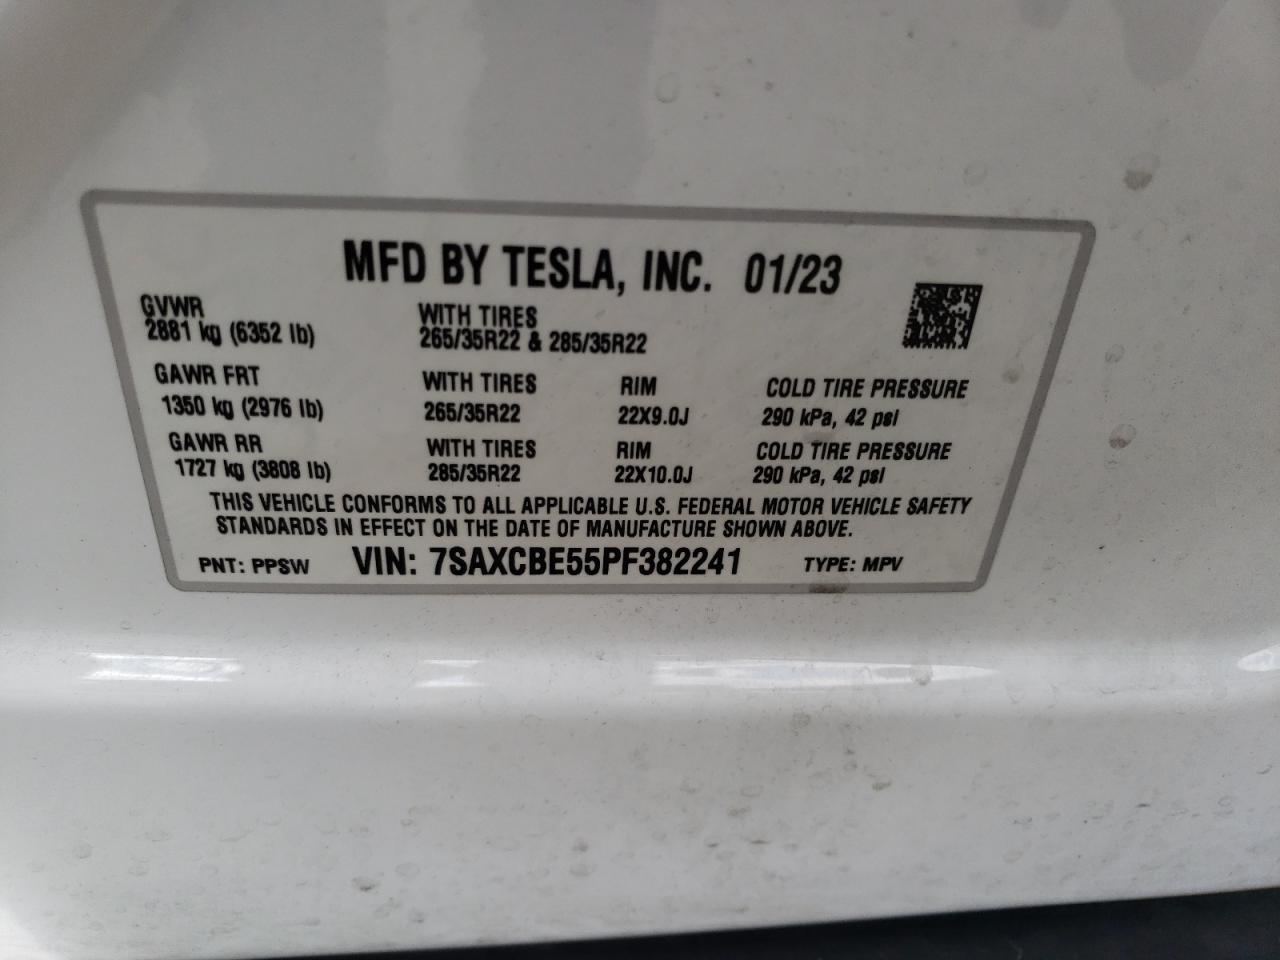 MFD BY TESLA, INC. 01/23
GVWR
2881 kg (6352 lb)
WITH TIRES
265/35R22 & 285/35R22
GAWR FRT WITH TIRES RIM COLD TIRE PRESSURE
1350 kg (2976 lb) 265/35R22 22X9.0J 290 kPa, 42 psi
GAWR RR WITH TIRES RIM COLD TIRE PRESSURE
1727 kg (3808 lb) 285/35R22 22X10.0J 290 kPa, 42 psi
THIS VEHICLE CONFORMS TO ALL APPLICABLE U.S. FEDERAL MOTOR VEHICLE SAFETY
STANDARDS IN EFFECT ON THE DATE OF MANUFACTURE SHOWN ABOVE.
PNT: PPSW VIN: 7SAXCBE55PF382241 TYPE: MPV